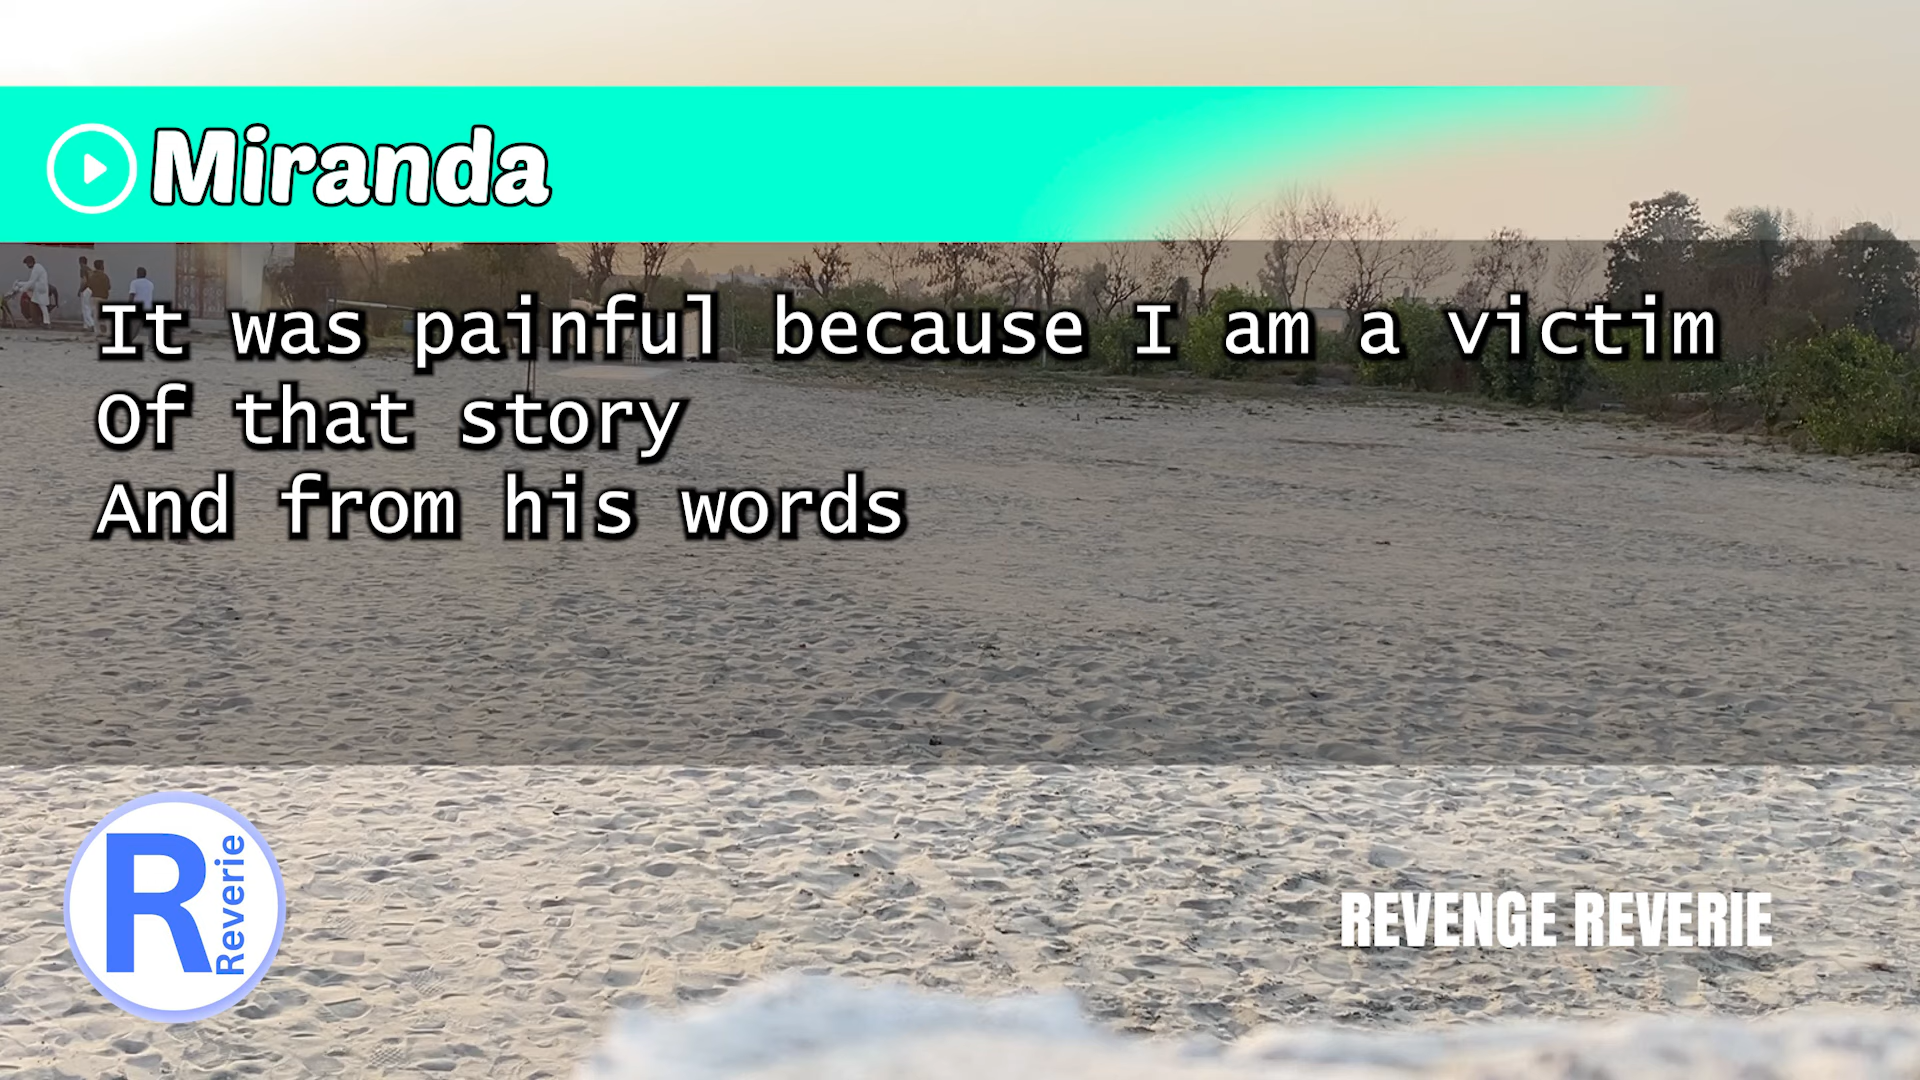 Miranda
It was painful because I am a victim
Of that story
And from his words
R
Reverie
REVENGE REVERIE